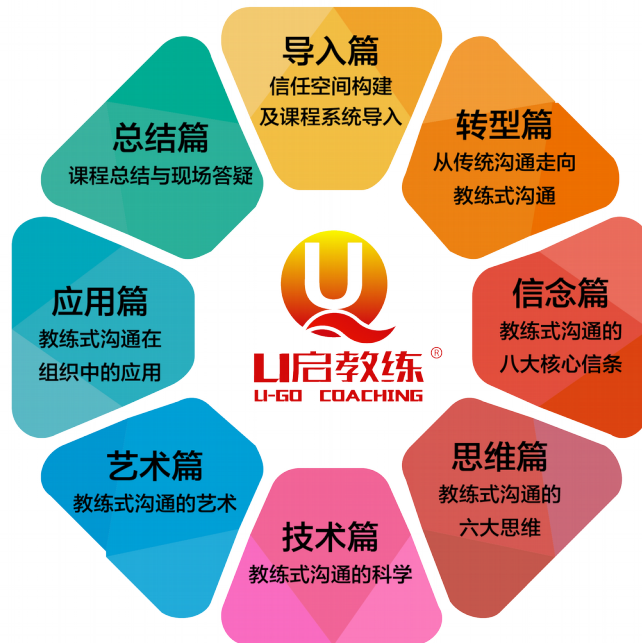 导入篇
信任空间构建
及课程系统导入
转型篇
从传统沟通走向
教练式沟通
信念篇
教练式沟通的
八大核心信条
思维篇
教练式沟通的
六大思维
技术篇
教练式沟通的科学
艺术篇
教练式沟通的艺术
应用篇
教练式沟通在
组织中的应用
总结篇
课程总结与现场答疑
U
U启教练®
U-GO COACHING